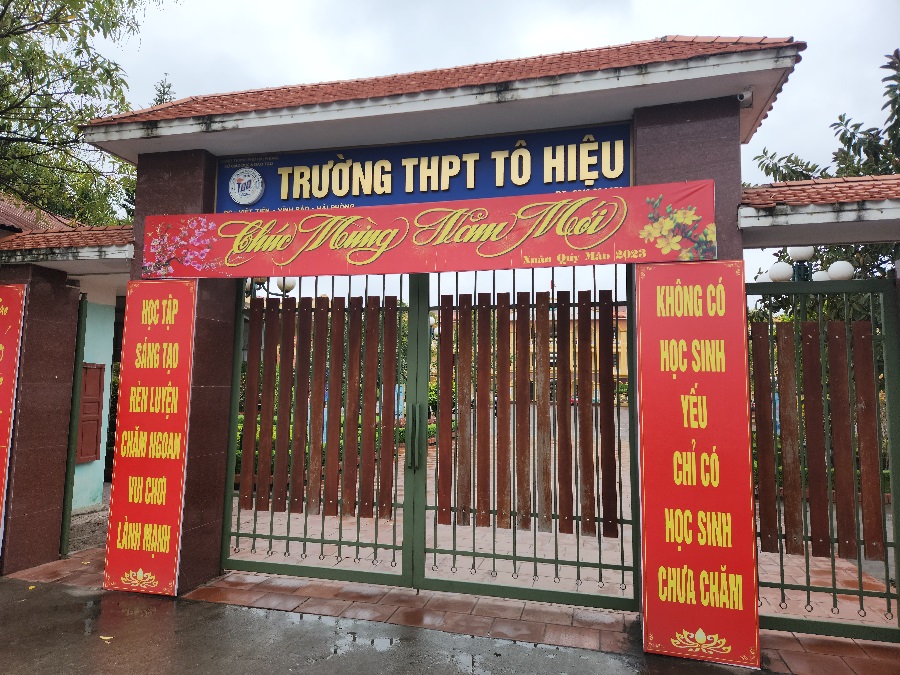 TRƯỜNG THPT TÔ HIỆU
Chúc Mừng Năm Mới
Xuân Qúy Mão 2023
HỌC TẬP
SÁNG TẠO
RÈN LUYỆN
CHĂM NGOAN
VUI CHƠI
LÀNH MẠNH
KHÔNG CÓ
HỌC SINH
YẾU
CHỈ CÓ
HỌC SINH
CHƯA CHĂM